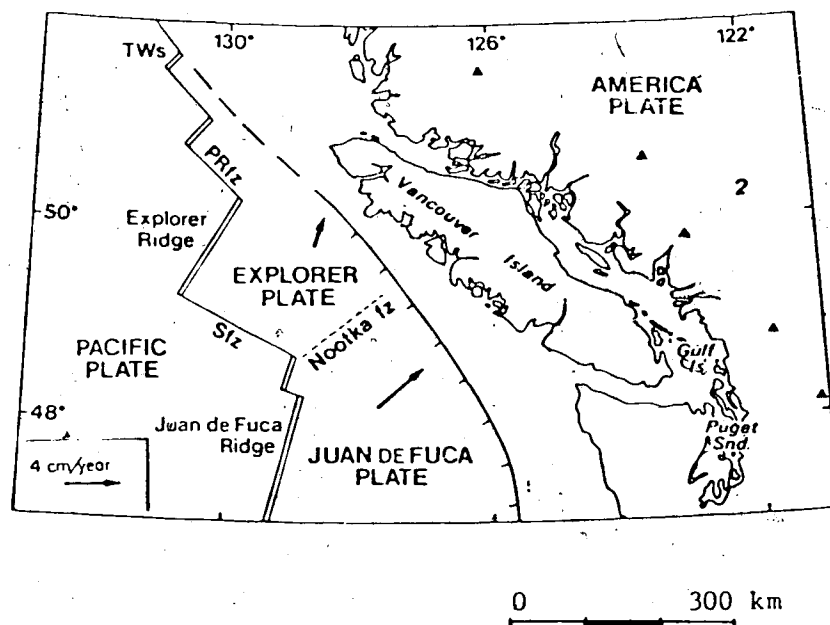 130°
126°
122°
TWs
AMERICA
PLATE
PRfz
2
50°
Vancouver
Island
Explorer
Ridge
EXPLORER
PLATE
Sfz
Nootka fz
PACIFIC
PLATE
Gulf
Is.
48°
Juan de Fuca
Ridge
Puget
Snd.
JUAN DE FUCA
PLATE
4 cm/year
0 300 km